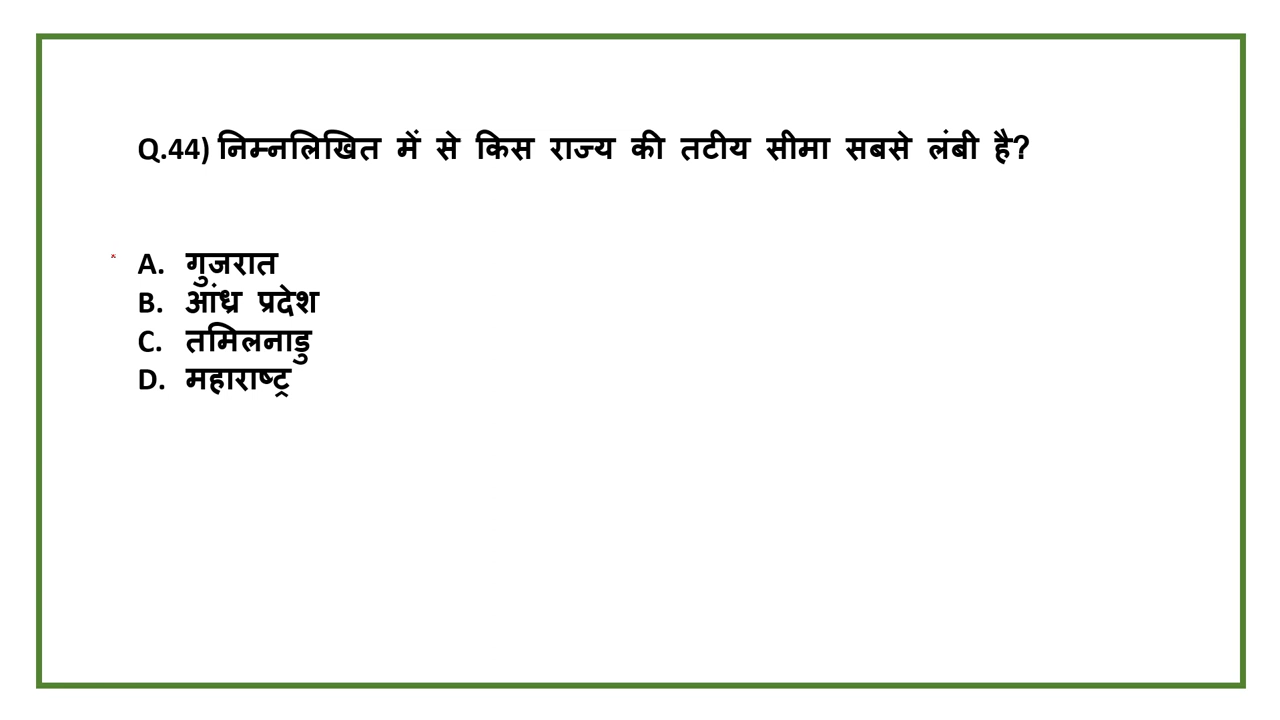 Q.44) निम्नलिखित में से किस राज्य की तटीय सीमा सबसे लंबी है?
A. गुजरात
B. आंध्र प्रदेश
C. तमिलनाडु
D. महाराष्ट्र